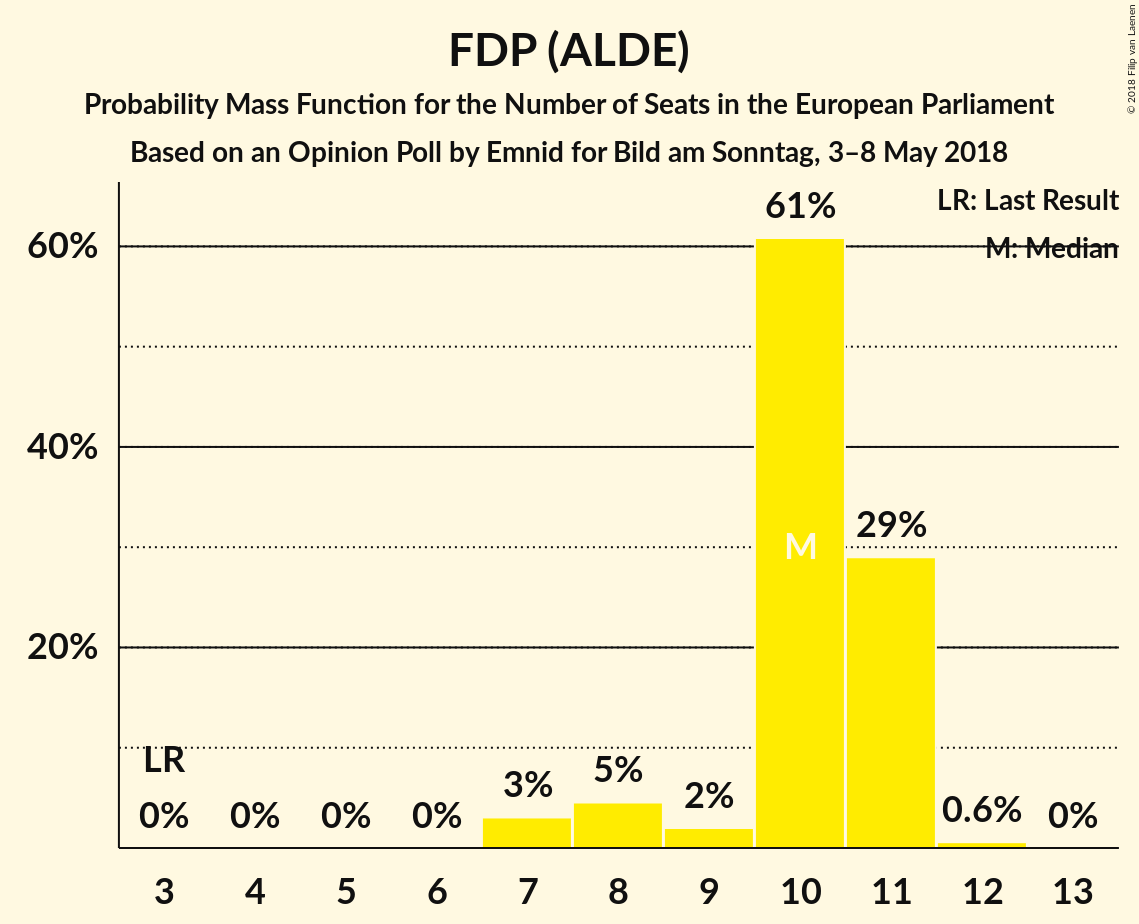 FDP (ALDE)
Probability Mass Function for the Number of Seats in the European Parliament
Based on an Opinion Poll by Emnid for Bild am Sonntag, 3–8 May 2018
© 2018 Filip van Laenen
LR: Last Result
M: Median
60%
40%
20%
61%
29%
M
LR
0%
0%
0%
0%
3%
5%
2%
0.6%
0%
3 4 5 6 7 8 9 10 11 12 13